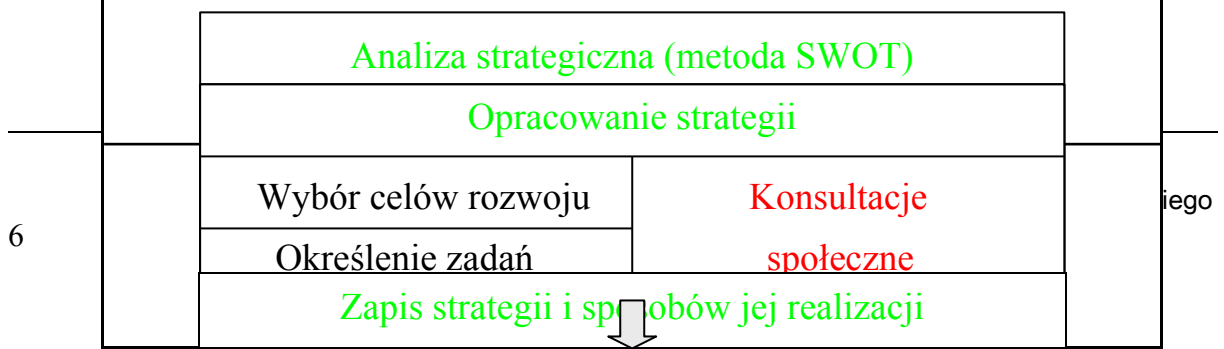 Analiza strategiczna (metoda SWOT)
Opracowanie strategii
Wybór celów rozwoju
Konsultacje
iego
6
Określenie zadań
społeczne
Zapis strategii i sposobów jej realizacji